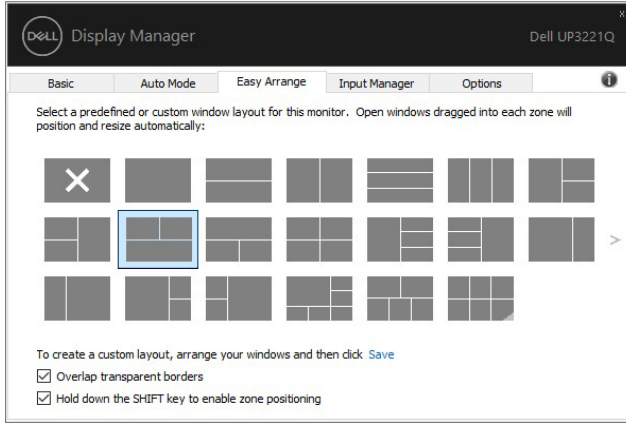 x
DELL Display Manager Dell UP3221Q
Basic Auto Mode Easy Arrange Input Manager Options
Select a predefined or custom window layout for this monitor. Open windows dragged into each zone will
position and resize automatically:
>
To create a custom layout, arrange your windows and then click Save
Overlap transparent borders
Hold down the SHIFT key to enable zone positioning